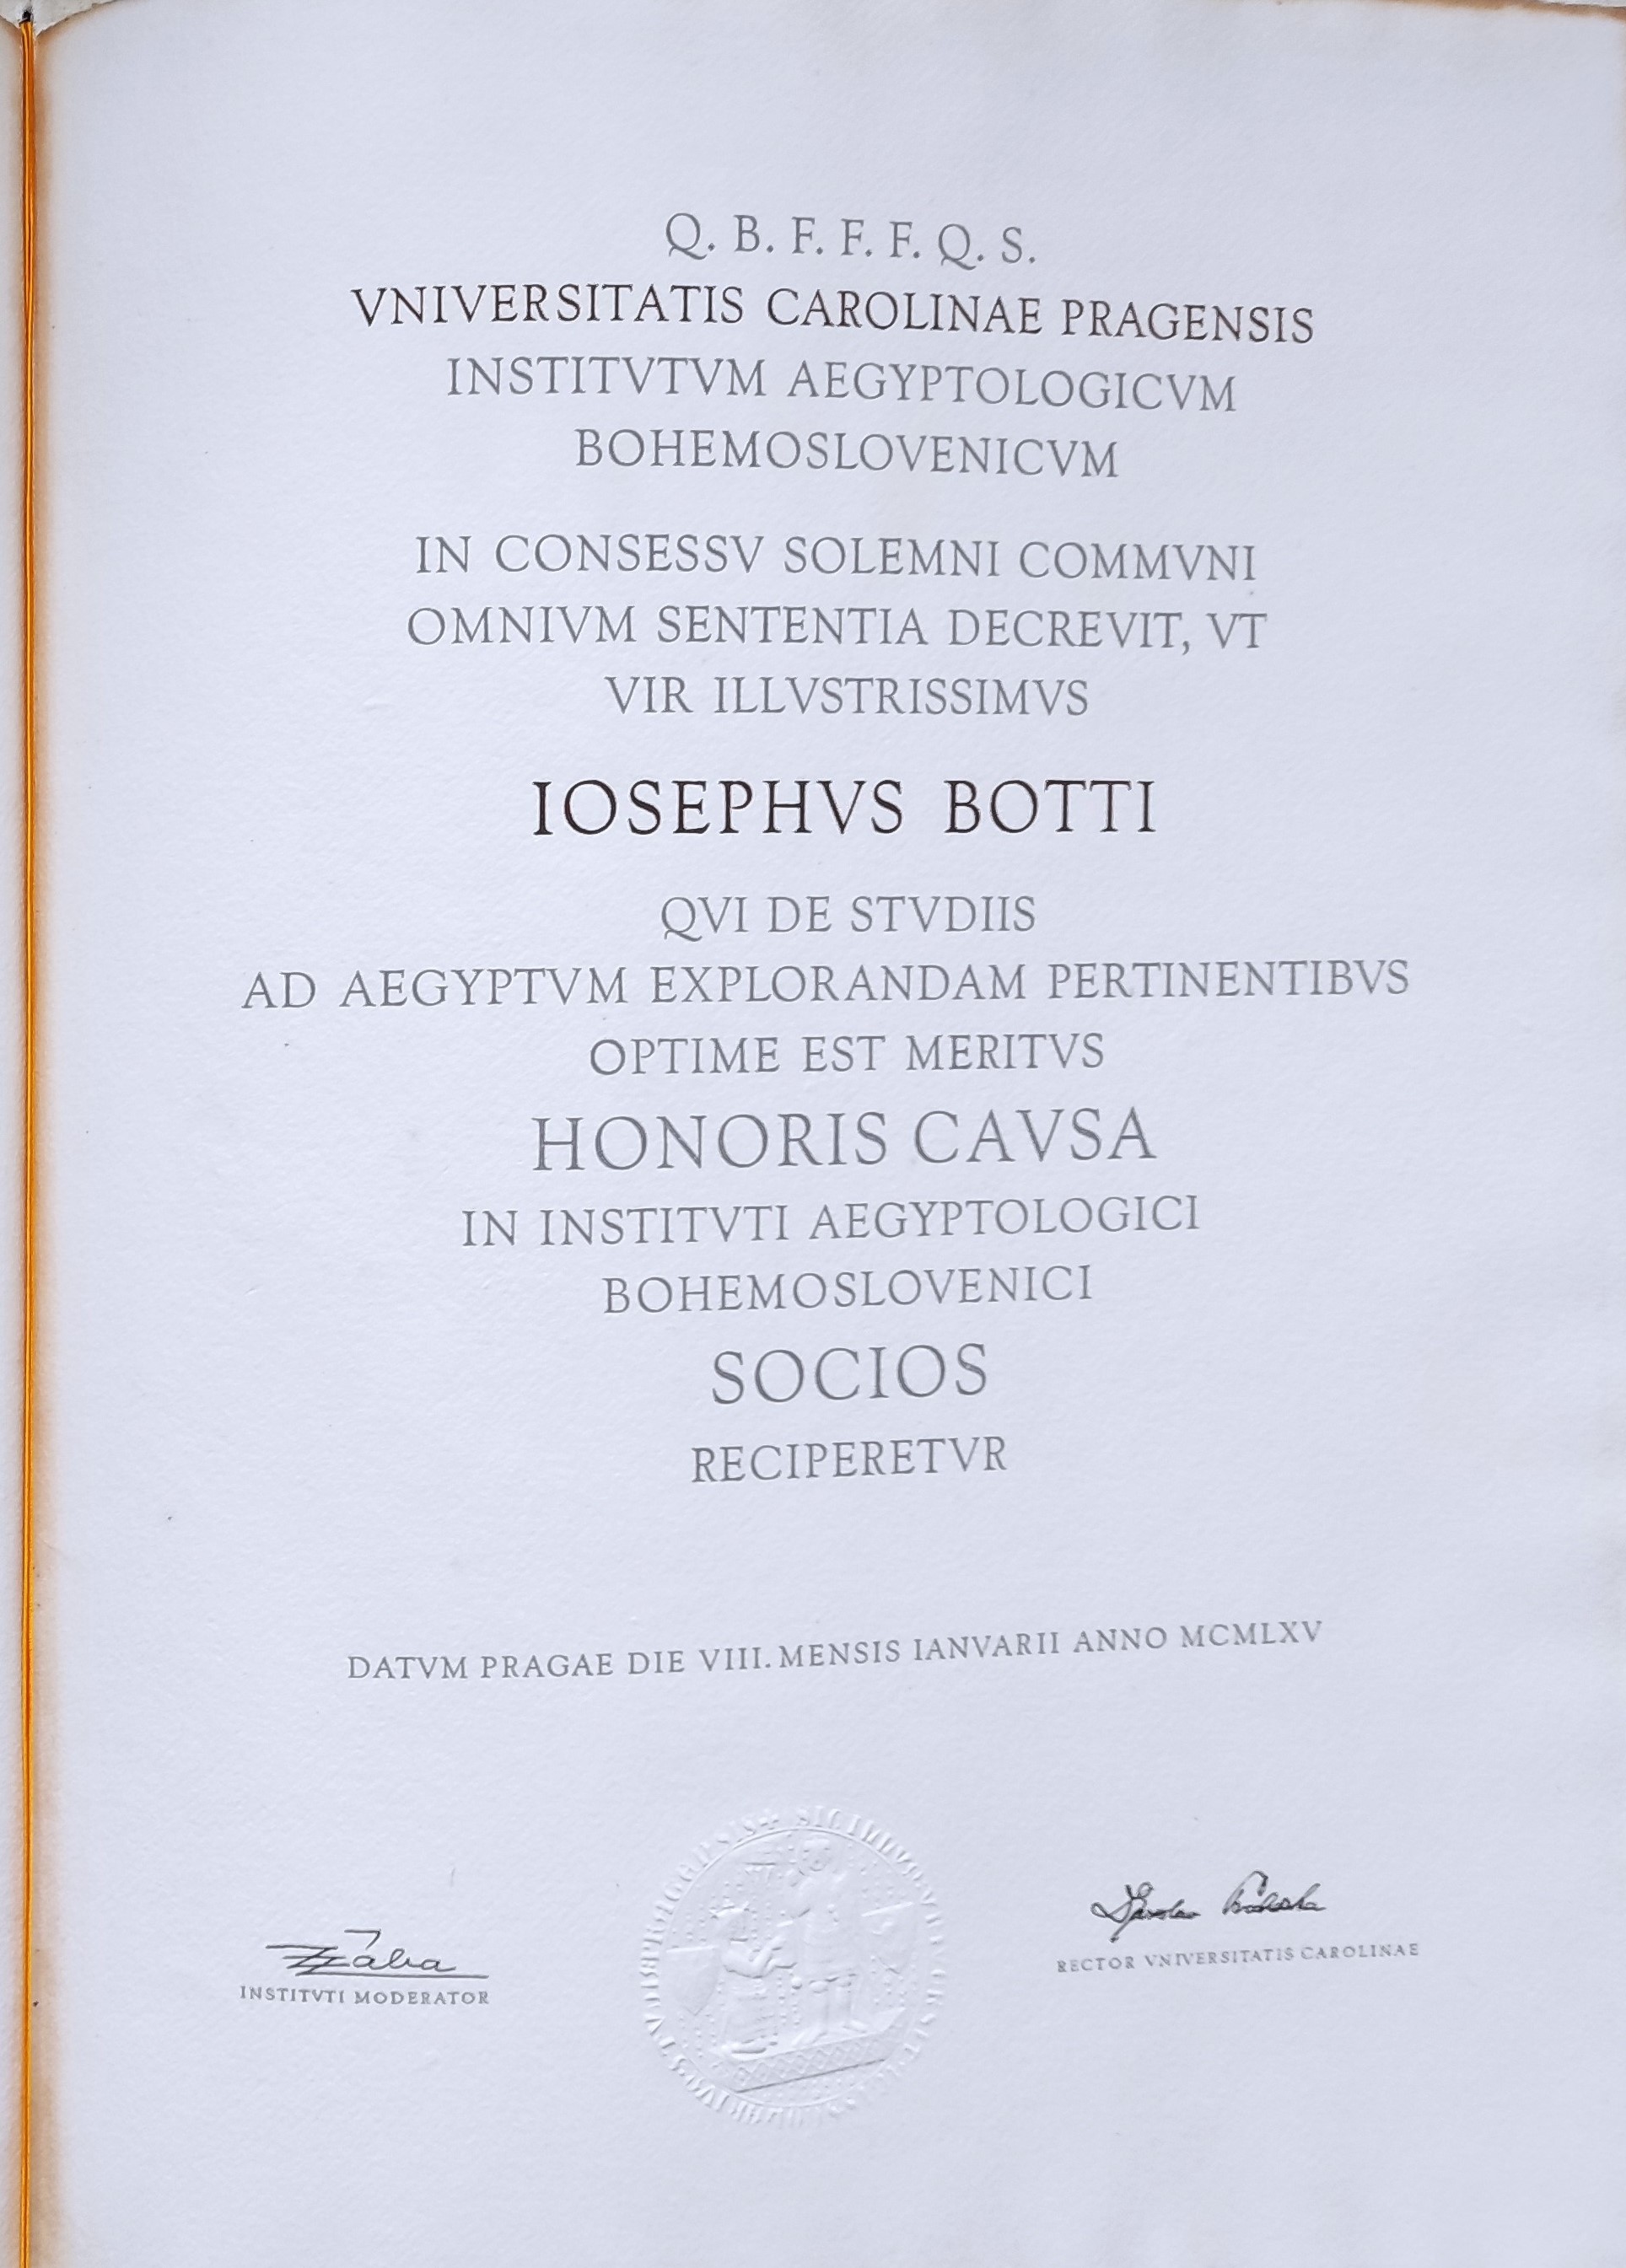 Q. B. F. F. F. Q. S.
VNIVERSITATIS CAROLINAE PRAGENSIS
INSTITVTVM AEGYPTOLOGICVM
BOHEMOSLOVENICVM
IN CONSESSV SOLEMNI COMMVNI
OMNIVM SENTENTIA DECREVIT, VT
VIR ILLVSTRISSIMVS
IOSEPHVS BOTTI
QVI DE STVDIIS
AD AEGYPTVM EXPLORANDAM PERTINENTIBVS
OPTIME EST MERITVS
HONORIS CAVSA
IN INSTITVTI AEGYPTOLOGICI
BOHEMOSLOVENICI
SOCIOS
RECIPERETVR
DATVM PRAGAE DIE VIII. MENSIS IANVARII ANNO MCMLXV
Žába
INSTITVTI MODERATOR
RECTOR VNIVERSITATIS CAROLINAE